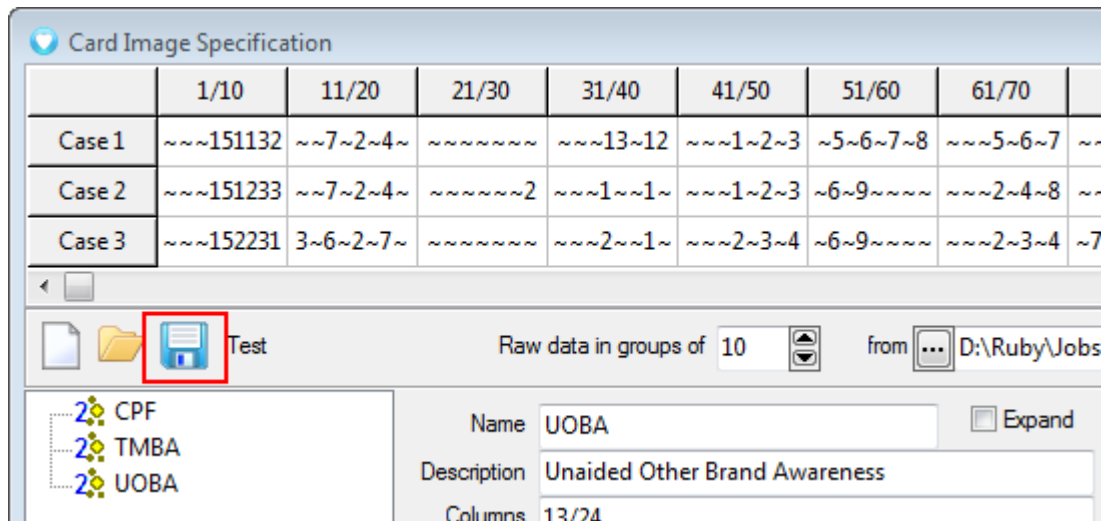 Card Image Specification
1/10 11/20 21/30 31/40 41/50 51/60 61/70
Case 1 ~~~151132 ~~7~2~4~ ~~~~~~~ ~~~13~12 ~~~1~2~3 ~5~6~7~8 ~~~5~6~7 ~~
Case 2 ~~~151233 ~~7~2~4~ ~~~~~~2 ~~~1~~1~ ~~~1~2~3 ~6~9~~~~ ~~~2~4~8 ~~
Case 3 ~~~152231 3~6~2~7~ ~~~~~~~ ~~~2~~1~ ~~~2~3~4 ~6~9~~~~ ~~~2~3~4 ~7
Test Raw data in groups of 10 from ... D:\Ruby\Jobs
CPF
TMBA
UOBA
Name UOBA Expand
Description Unaided Other Brand Awareness
Columns 13/24